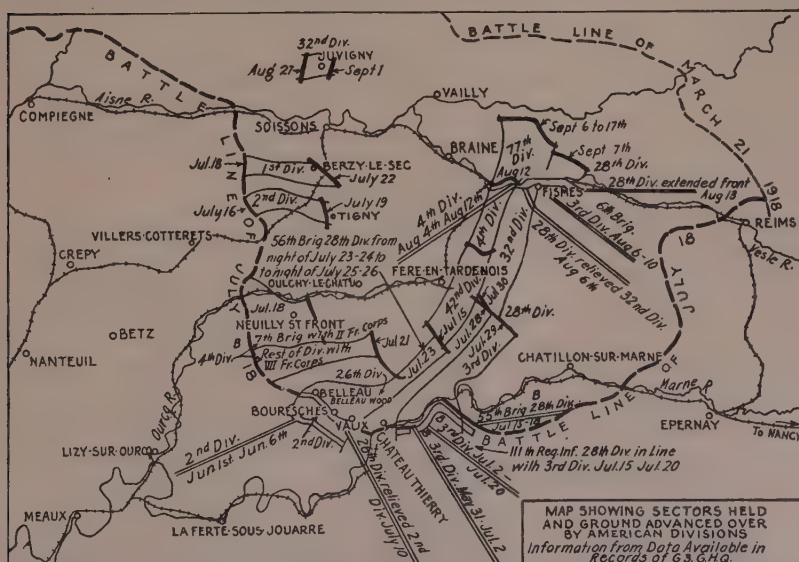 BATTLE LINE OF MARCH 21 1918
BATTLE LINE OF JULY 18
32nd Div.
JUVIGNY
Aug 27
Sept 1
VAILLY
Aisne R.
COMPIEGNE
SOISSONS
BRAINE
Sept 6 to 17th
77th
Div.
Aug 12
Sept 7th
28th Div.
28th Div. extended front
Aug 13
FISMES
Jul. 18
1st Div.
BERZY-LE-SEC
July 22
July 16
2nd Div.
July 19
TIGNY
4th Div.
Aug 4th Aug 12th
4th Div.
32nd Div.
6th Brig.
3rd Div. Aug 6-10
28th Div. relieved 32nd Div.
Aug 6th
REIMS
Vesle R.
VILLERS-COTTERETS
CREPY
56th Brig 28th Div. from
night of July 23-24 to
to night of July 25-26
OULCHY-LE-CHATUO
FERE-EN-TARDENOIS
BATTLE LINE OF JULY 18
Jul. 18
NEUILLY ST FRONT
7th Brig with II Fr. Corps
Jul 21
4th Div.
B
Rest of Div. with
VII Fr. Corps
26th Div.
Jul. 23
42nd Div.
Jul 15
Jul. 28
Jul 30
Jul. 29
3rd Div.
28th Div.
BETZ
NANTEUIL
CHATILLON-SUR-MARNE
Marne R
BELLEAU
BELLEAU WOOD
BOURESCHES
VAUX
CHATEAU THIERRY
Ourcq R.
2nd Div.
Jun. 1st. Jun. 6th
2nd Div.
26th Div. relieved 2nd
Div. July 10
B
55th Brig 28th Div.
Jul 15-18
EPERNAY
To NANCY
B 3rd Div. Jul. 2-
Jul. 20
B 3rd Div. May 31-Jul. 2
111th Reg. Inf. 28th Div. in Line
with 3rd Div. Jul. 15 Jul. 20
LIZY-SUR-OURCQ
MEAUX
LA FERTE-SOUS-JOUARRE
MAP SHOWING SECTORS HELD
AND GROUND ADVANCED OVER
BY AMERICAN DIVISIONS
Information from Data Available in
Records of G3.G.H.Q.